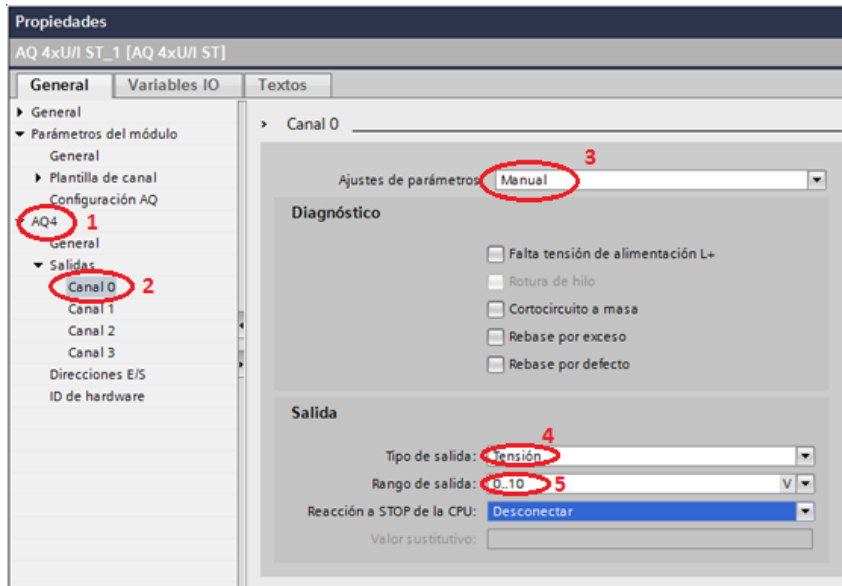 Propiedades
AQ 4xU/I ST_1 [AQ 4xU/I ST]
General Variables IO Textos
General
Parámetros del módulo
General
Plantilla de canal
Configuración AQ
AQ4 1
General
Salidas
Canal 0 2
Canal 1
Canal 2
Canal 3
Direcciones E/S
ID de hardware
Canal 0
3
Ajustes de parámetros Manual
Diagnóstico
Falta tensión de alimentación L+
Rotura de hilo
Cortocircuito a masa
Rebase por exceso
Rebase por defecto
Salida
4
Tipo de salida: Tensión
Rango de salida: 0..10 5 V
Reacción a STOP de la CPU: Desconectar
Valor sustitutivo: